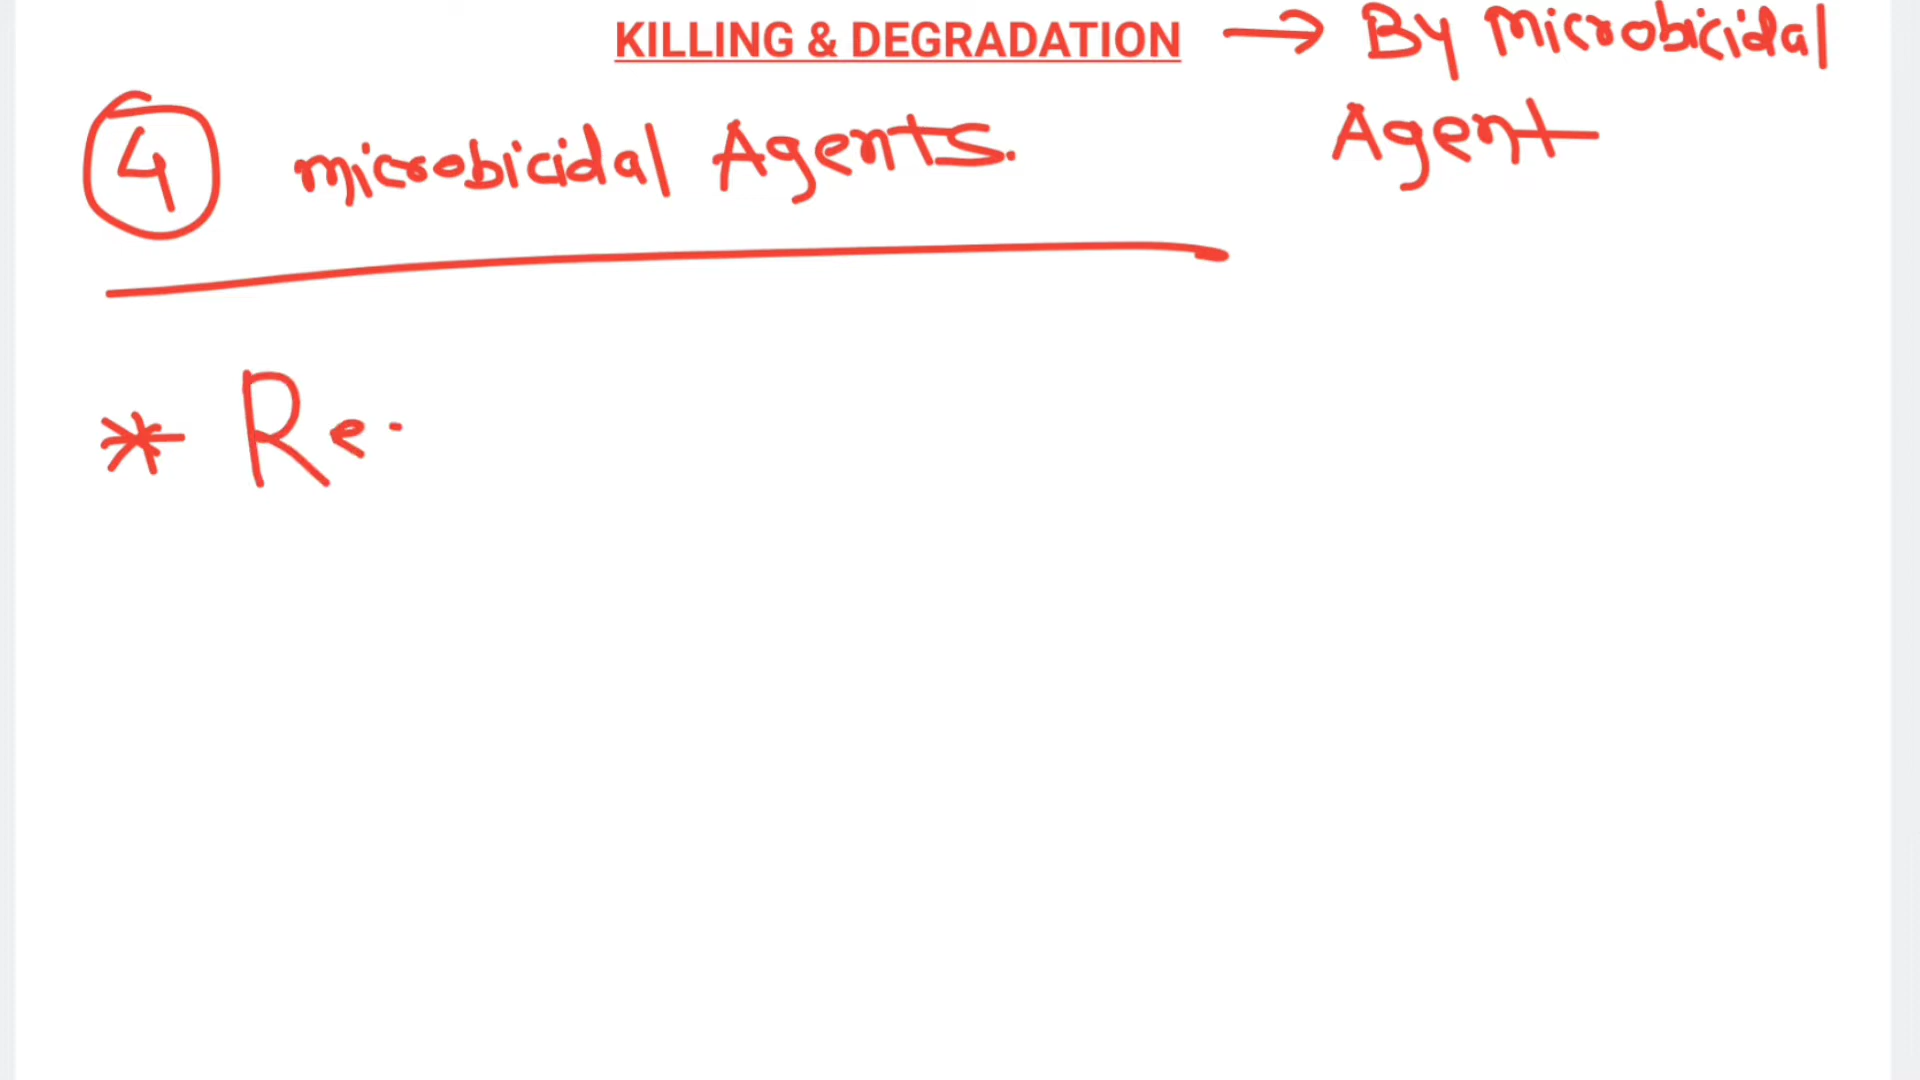 KILLING & DEGRADATION → By Microbicidal
Agent
4 microbicidal Agents.
* Re